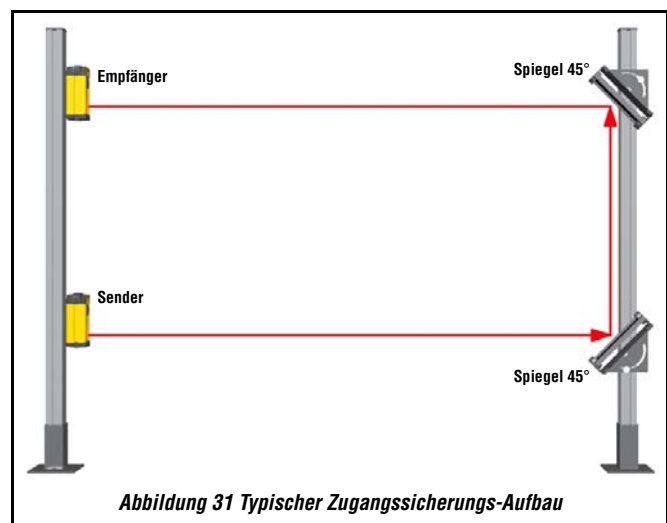 Empfänger
Spiegel 45°
Sender
Spiegel 45°
Abbildung 31 Typischer Zugangssicherungs-Aufbau